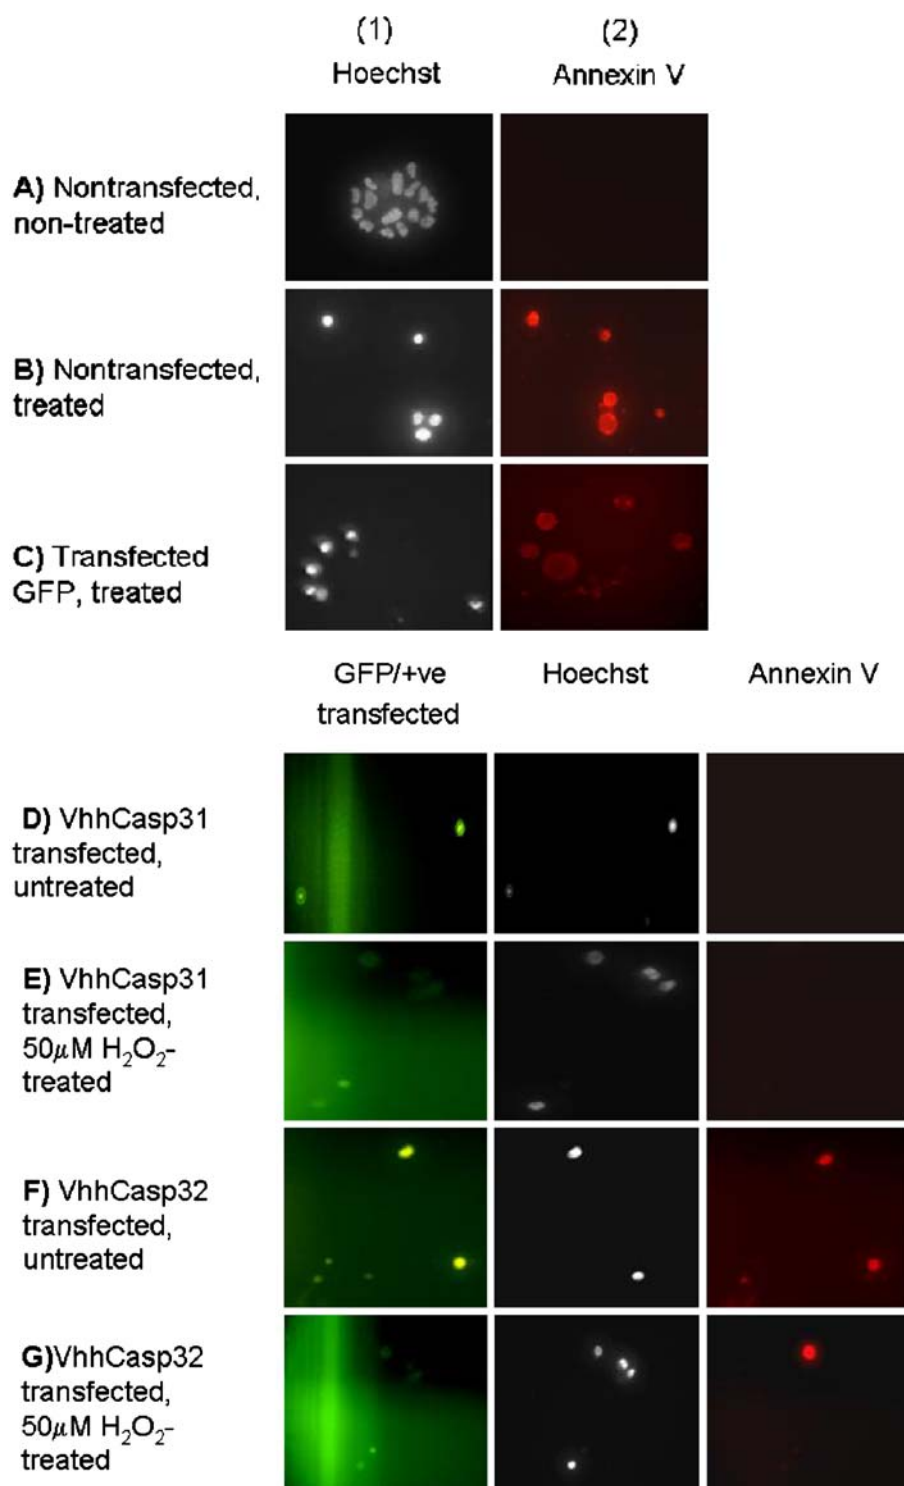 (1) (2)
Hoechst Annexin V
A) Nontransfected,
non-treated
B) Nontransfected,
treated
C) Transfected
GFP, treated
GFP/+ve Hoechst Annexin V
transfected
D) VhhCasp31
transfected,
untreated
E) VhhCasp31
transfected,
50μM H₂O₂-
treated
F) VhhCasp32
transfected,
untreated
G)VhhCasp32
transfected,
50μM H₂O₂-
treated